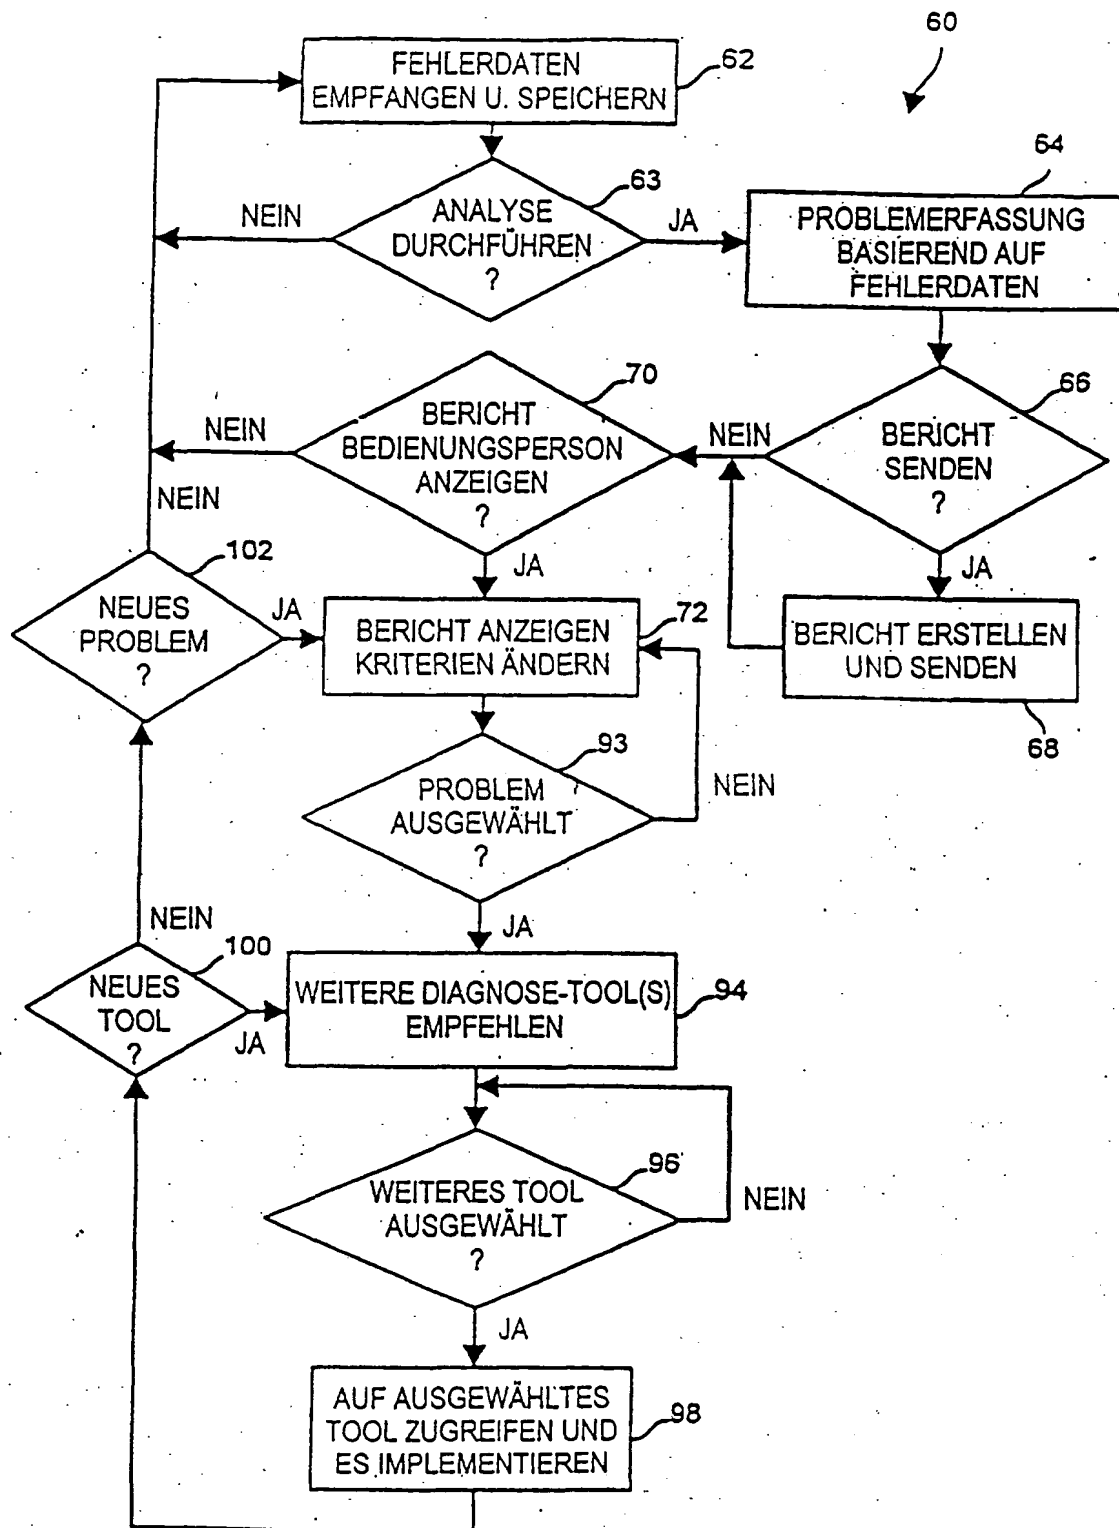 60
FEHLERDATEN
EMPFANGEN U. SPEICHERN
62
63
ANALYSE
DURCHFÜHREN
?
NEIN
JA
64
PROBLEMERFASSUNG
BASIEREND AUF
FEHLERDATEN
66
BERICHT
SENDEN
?
NEIN
JA
BERICHT ERSTELLEN
UND SENDEN
68
70
BERICHT
BEDIENUNGSPERSON
ANZEIGEN
?
NEIN
JA
NEIN
102
NEUES
PROBLEM
?
JA
BERICHT ANZEIGEN
KRITERIEN ÄNDERN
72
93
PROBLEM
AUSGEWÄHLT
?
NEIN
JA
NEIN
100
NEUES
TOOL
?
JA
WEITERE DIAGNOSE-TOOL(S)
EMPFEHLEN
94
96
WEITERES TOOL
AUSGEWÄHLT
?
NEIN
JA
AUF AUSGEWÄHLTES
TOOL ZUGREIFEN UND
ES IMPLEMENTIEREN
98